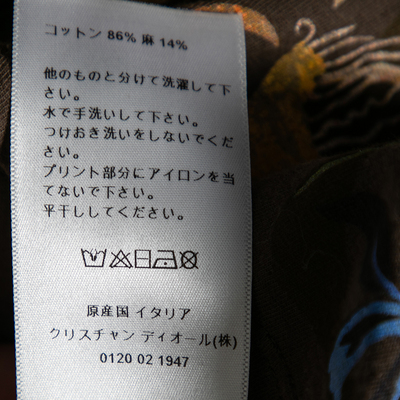 コットン 86% 麻 14%
他のものと分けて洗濯して下
さい。
水で手洗いして下さい。
つけおき洗いをしないでくだ
さい。
プリント部分にアイロンを当
てないで下さい。
平干ししてください。
原産国 イタリア
クリスチャン ディオール(株)
0120 02 1947